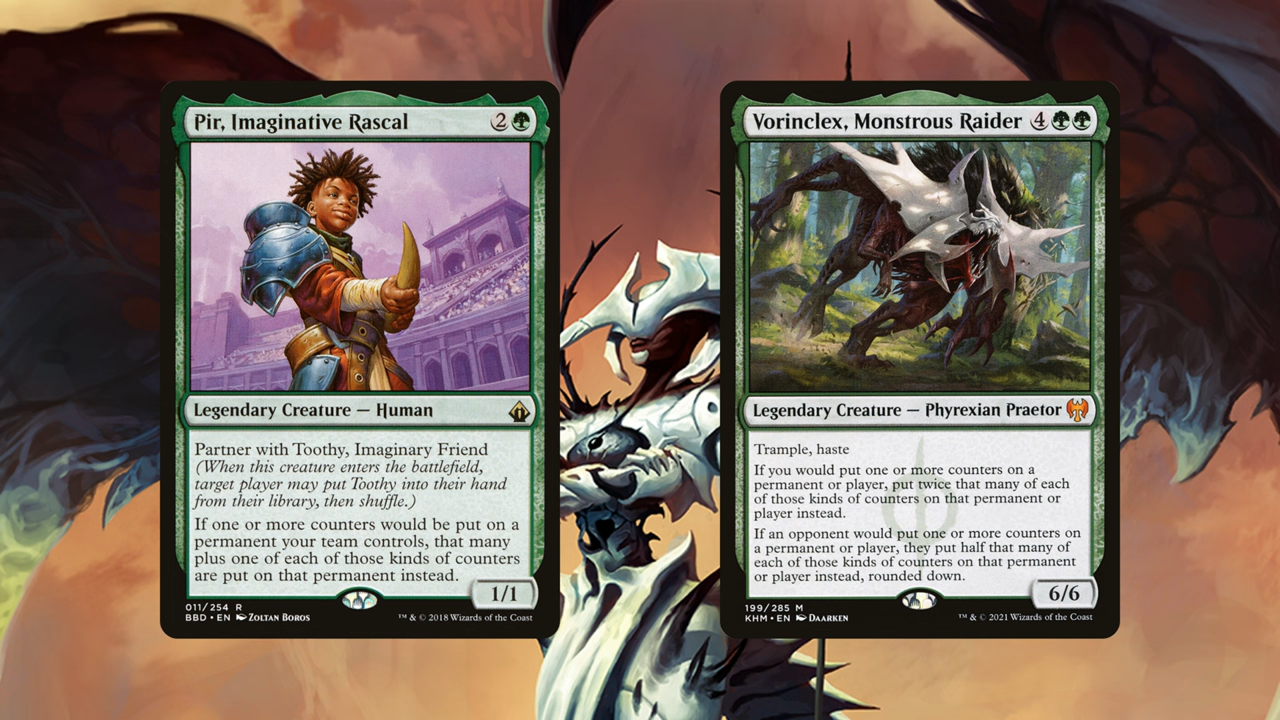 Pir, Imaginative Rascal 2
Legendary Creature — Human
Partner with Toothy, Imaginary Friend
(When this creature enters the battlefield,
target player may put Toothy into their hand
from their library, then shuffle.)
If one or more counters would be put on a
permanent your team controls, that many
plus one of each of those kinds of counters
are put on that permanent instead.
1/1
011/254 R
BBD • EN Zoltan Boros
™ & © 2018 Wizards of the Coast
Vorinclex, Monstrous Raider 4
Legendary Creature — Phyrexian Praetor
Trample, haste
If you would put one or more counters on a
permanent or player, put twice that many of each
of those kinds of counters on that permanent or
player instead.
If an opponent would put one or more counters on
a permanent or player, they put half that many of
each of those kinds of counters on that permanent
or player instead, rounded down.
6/6
199/285 M
KHM • EN Daarken
™ & © 2021 Wizards of the Coast